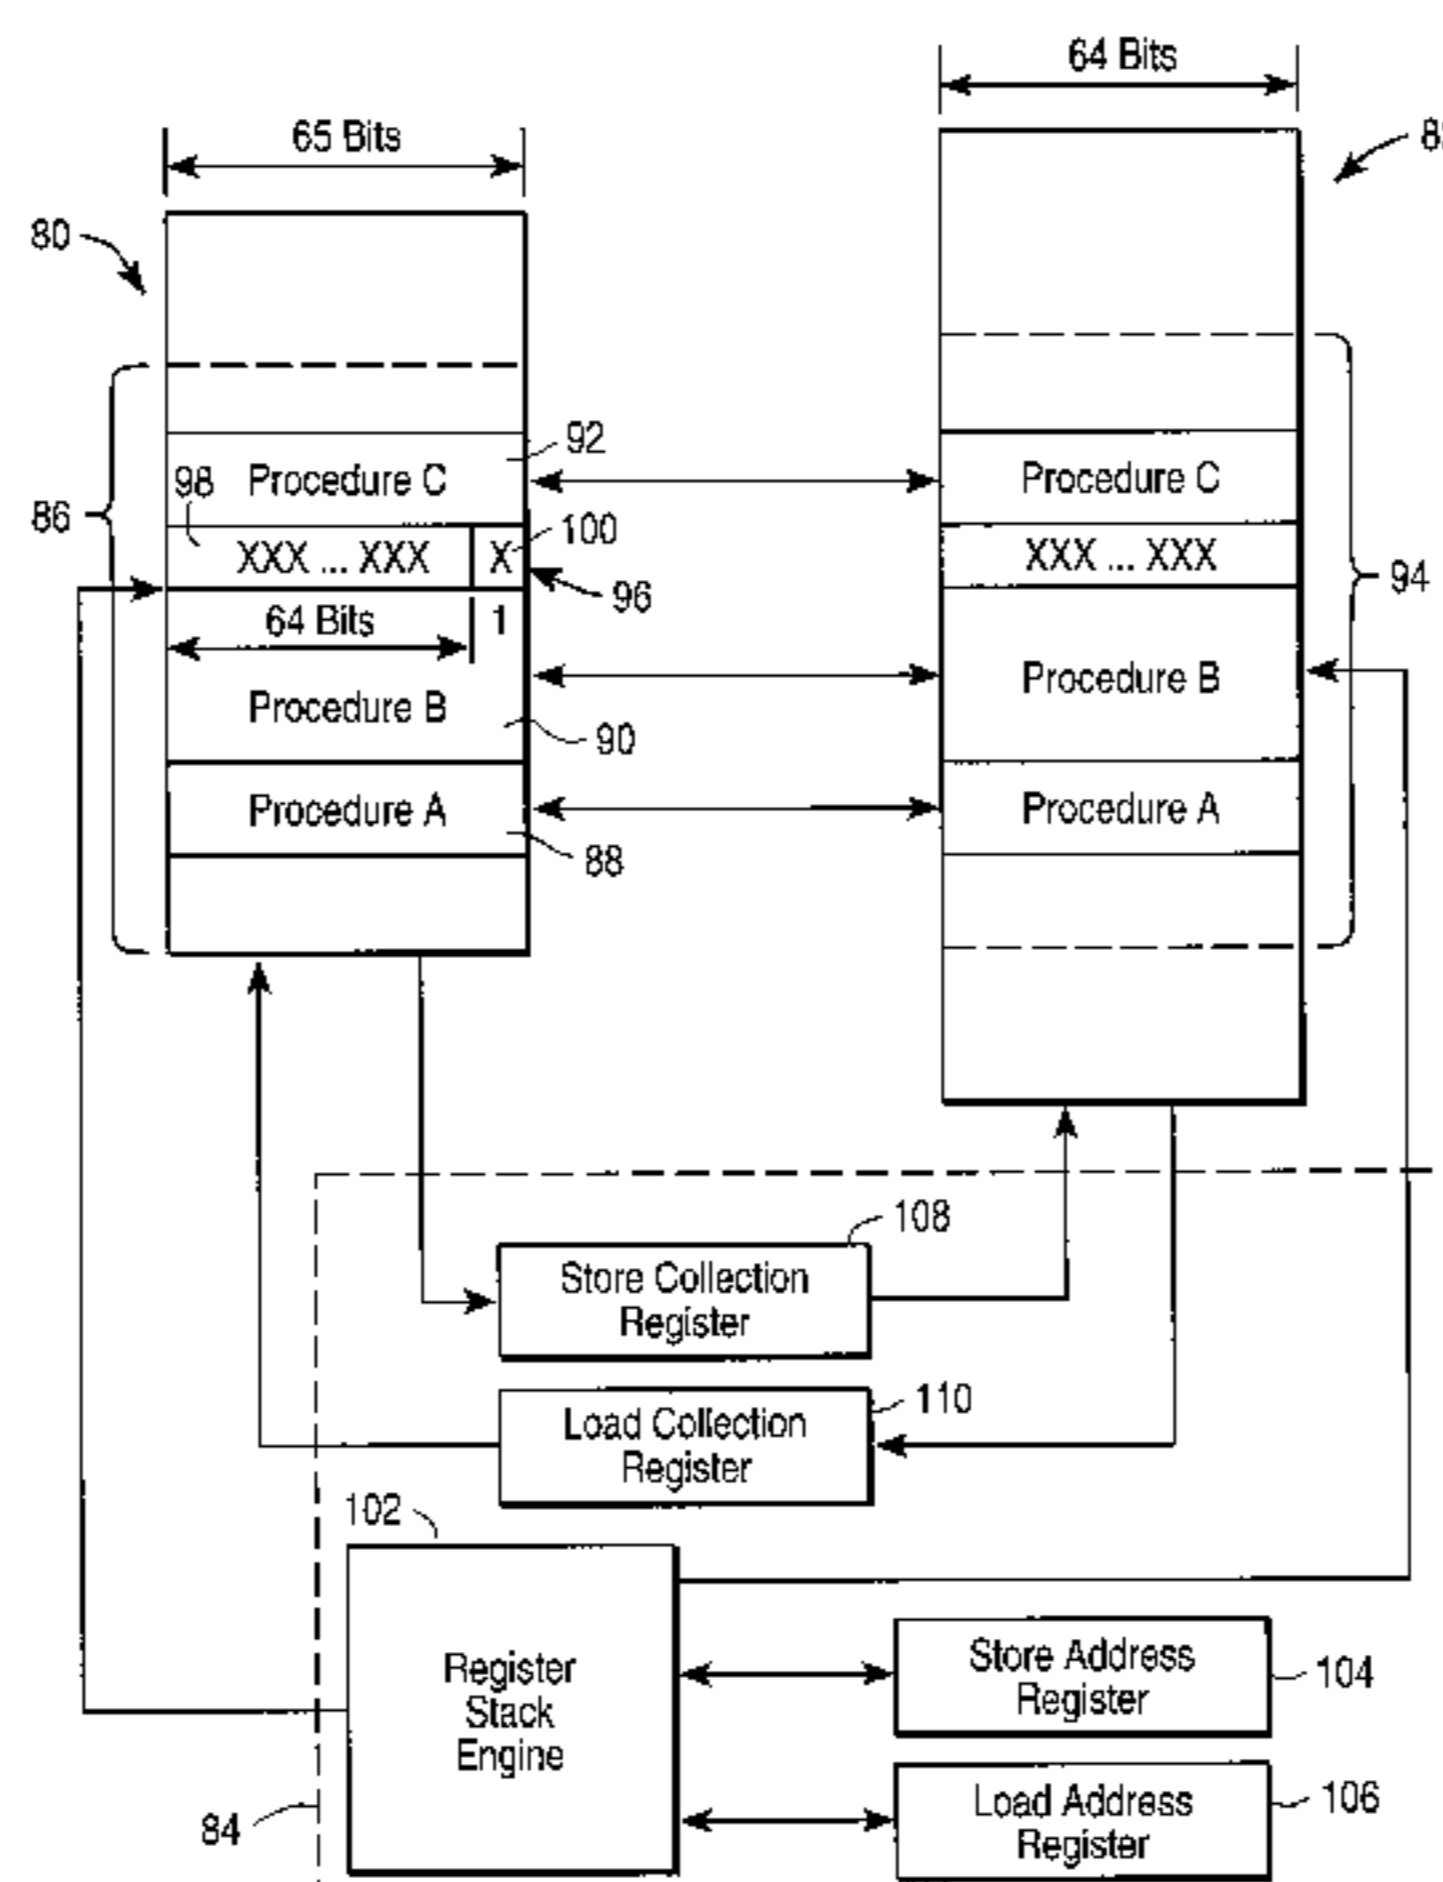 64 Bits
65 Bits
80
92
98
Procedure C
Procedure C
86
100
XXX ... XXX
X
XXX ... XXX
94
96
64 Bits
1
Procedure B
Procedure B
90
Procedure A
Procedure A
88
108
Store Collection
Register
110
Load Collection
Register
102
Register
Stack
Engine
Store Address
Register
104
Load Address
Register
106
84